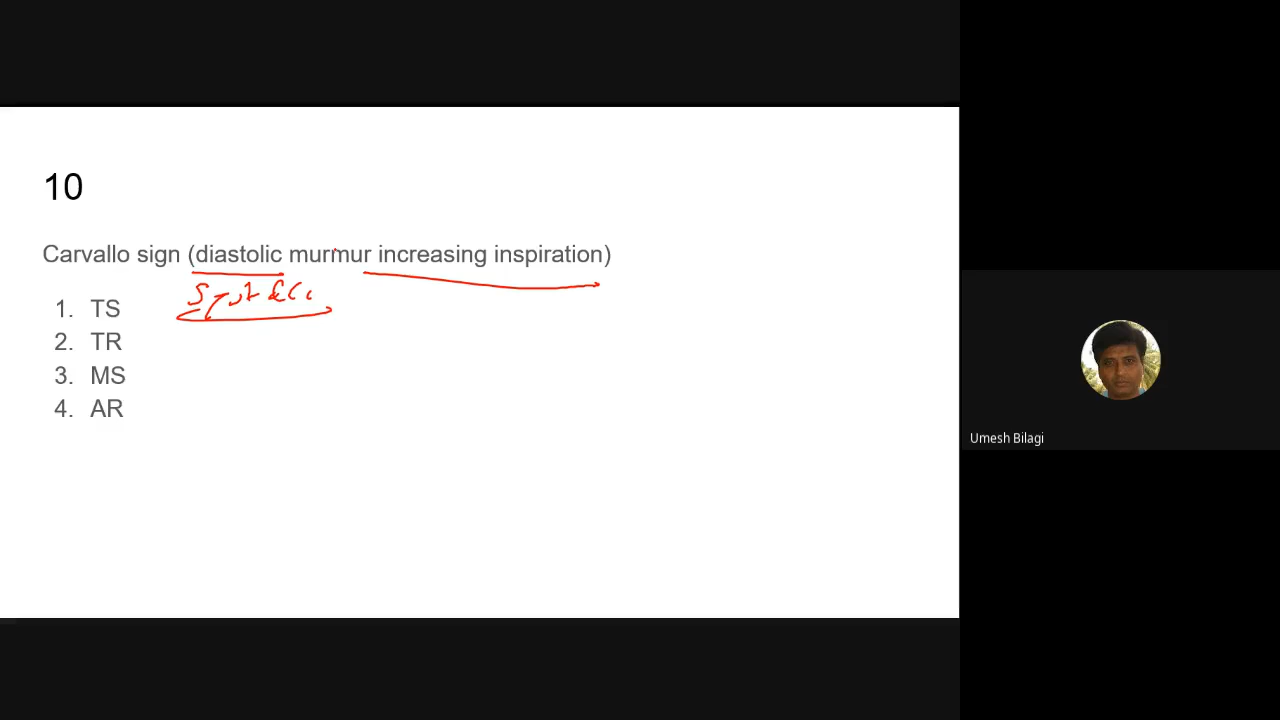 10
Carvallo sign (diastolic murmur increasing inspiration)
1. TS
2. TR
3. MS
4. AR
Umesh Bilagi